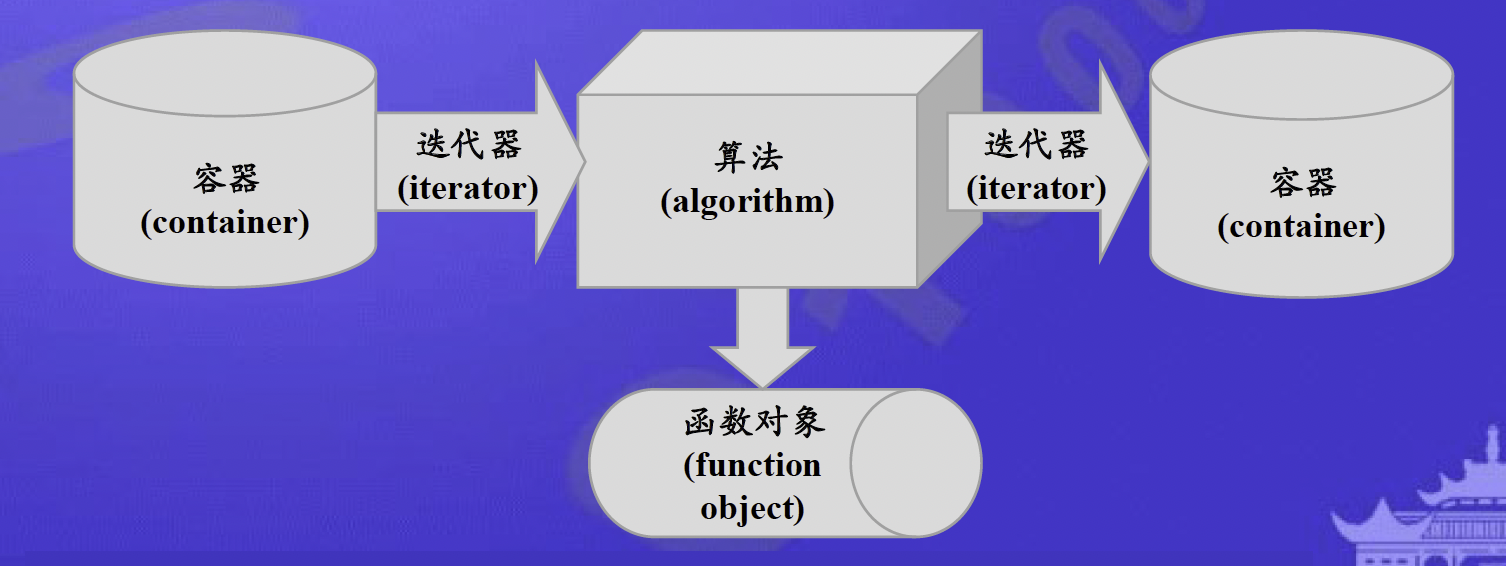 容器
(container)
迭代器
(iterator)
算法
(algorithm)
迭代器
(iterator)
容器
(container)
函数对象
(function
object)